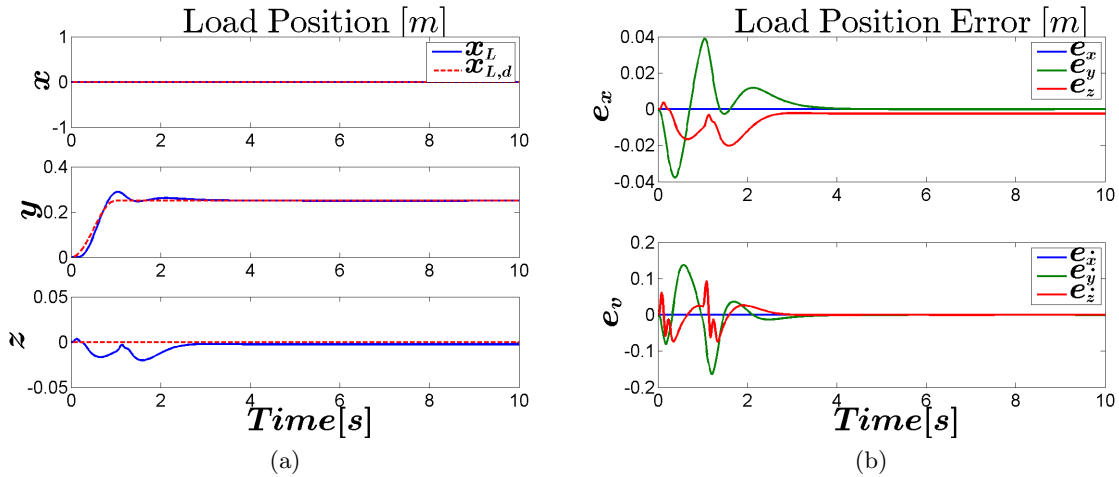 Load Position [m]
1
0
-1
x
x_L
x_{L,d}
0 2 4 6 8 10
0.4
0.2
0
y
0 2 4 6 8 10
0.05
0
-0.05
z
0 2 4 6 8 10
Time[s]
(a)
Load Position Error [m]
0.04
0.02
0
-0.02
-0.04
e_x
e_x
e_y
e_z
0 2 4 6 8 10
0.2
0.1
0
-0.1
-0.2
e_v
e_ẋ
e_ẏ
e_ż
0 2 4 6 8 10
Time[s]
(b)